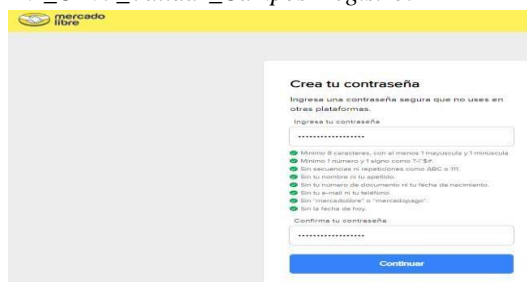 mercado
libre
Crea tu contraseña
Ingresa una contraseña segura que no uses en
otras plataformas.
Ingresa tu contraseña
•••••••••••••••••
Mínimo 8 caracteres, con al menos 1 mayúscula y 1 minúscula.
Mínimo 1 número y 1 signo como
Sin secuencias ni repeticiones como ABC o 111.
Sin tu nombre ni tu apellido.
Sin tu número de documento ni tu fecha de nacimiento.
Sin tu e-mail ni tu teléfono.
Sin "mercadolibre" o "mercadopago".
Sin la fecha de hoy.
Confirma tu contraseña
•••••••••••••••••
Continuar